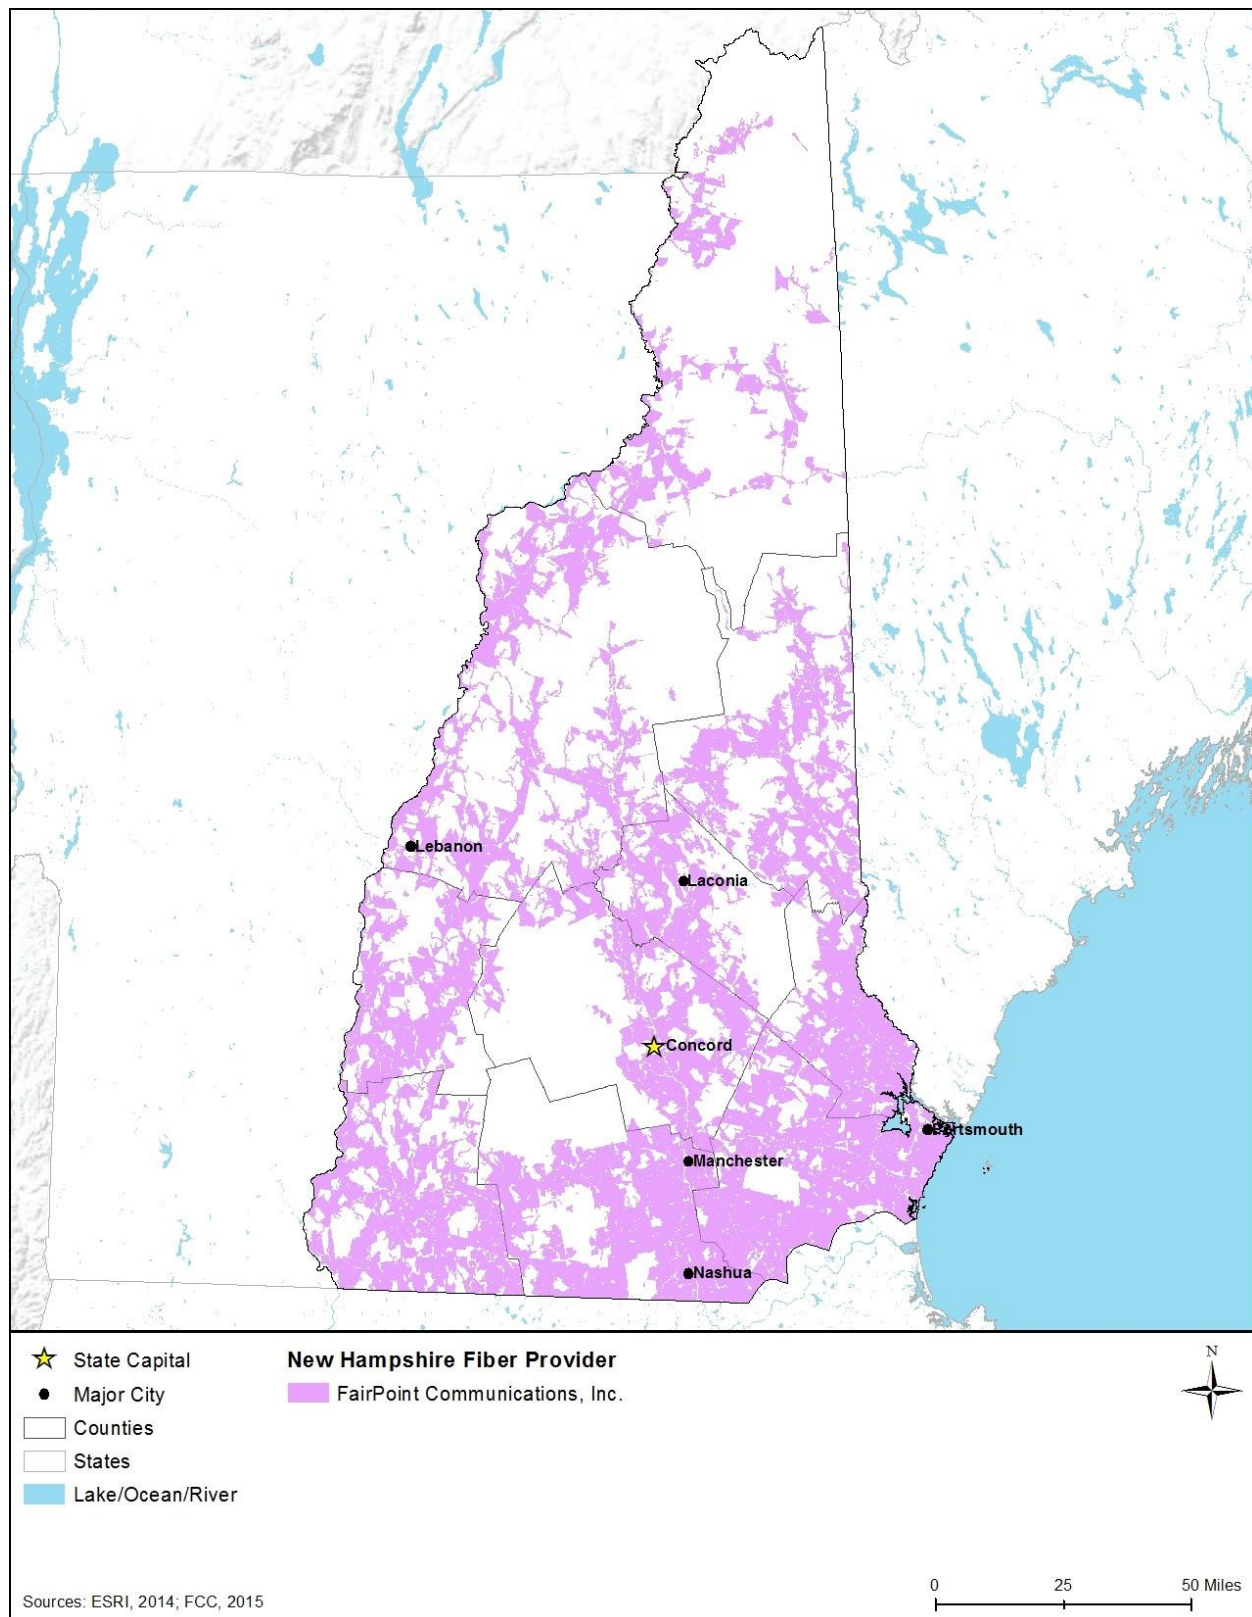 Lebanon
Laconia
Concord
Portsmouth
Manchester
Nashua
State Capital
Major City
Counties
States
Lake/Ocean/River
New Hampshire Fiber Provider
FairPoint Communications, Inc.
N
Sources: ESRI, 2014; FCC, 2015
0 25 50 Miles